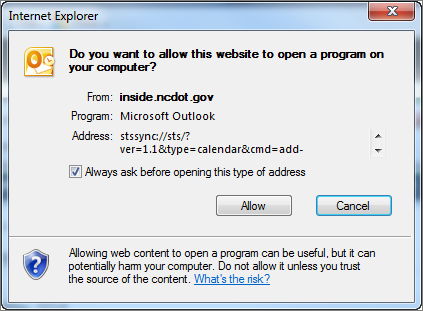 Internet Explorer
Do you want to allow this website to open a program on
your computer?
From: inside.ncdot.gov
Program: Microsoft Outlook
Address: stssync://sts/?
ver=1.1&type=calendar&cmd=add-
Always ask before opening this type of address
Allow Cancel
Allowing web content to open a program can be useful, but it can
potentially harm your computer. Do not allow it unless you trust
the source of the content. What's the risk?